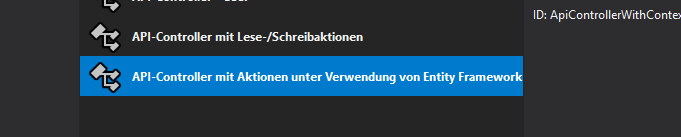 API-Controller mit Lese-/Schreibaktionen
API-Controller mit Aktionen unter Verwendung von Entity Framework
ID: ApiControllerWithContex